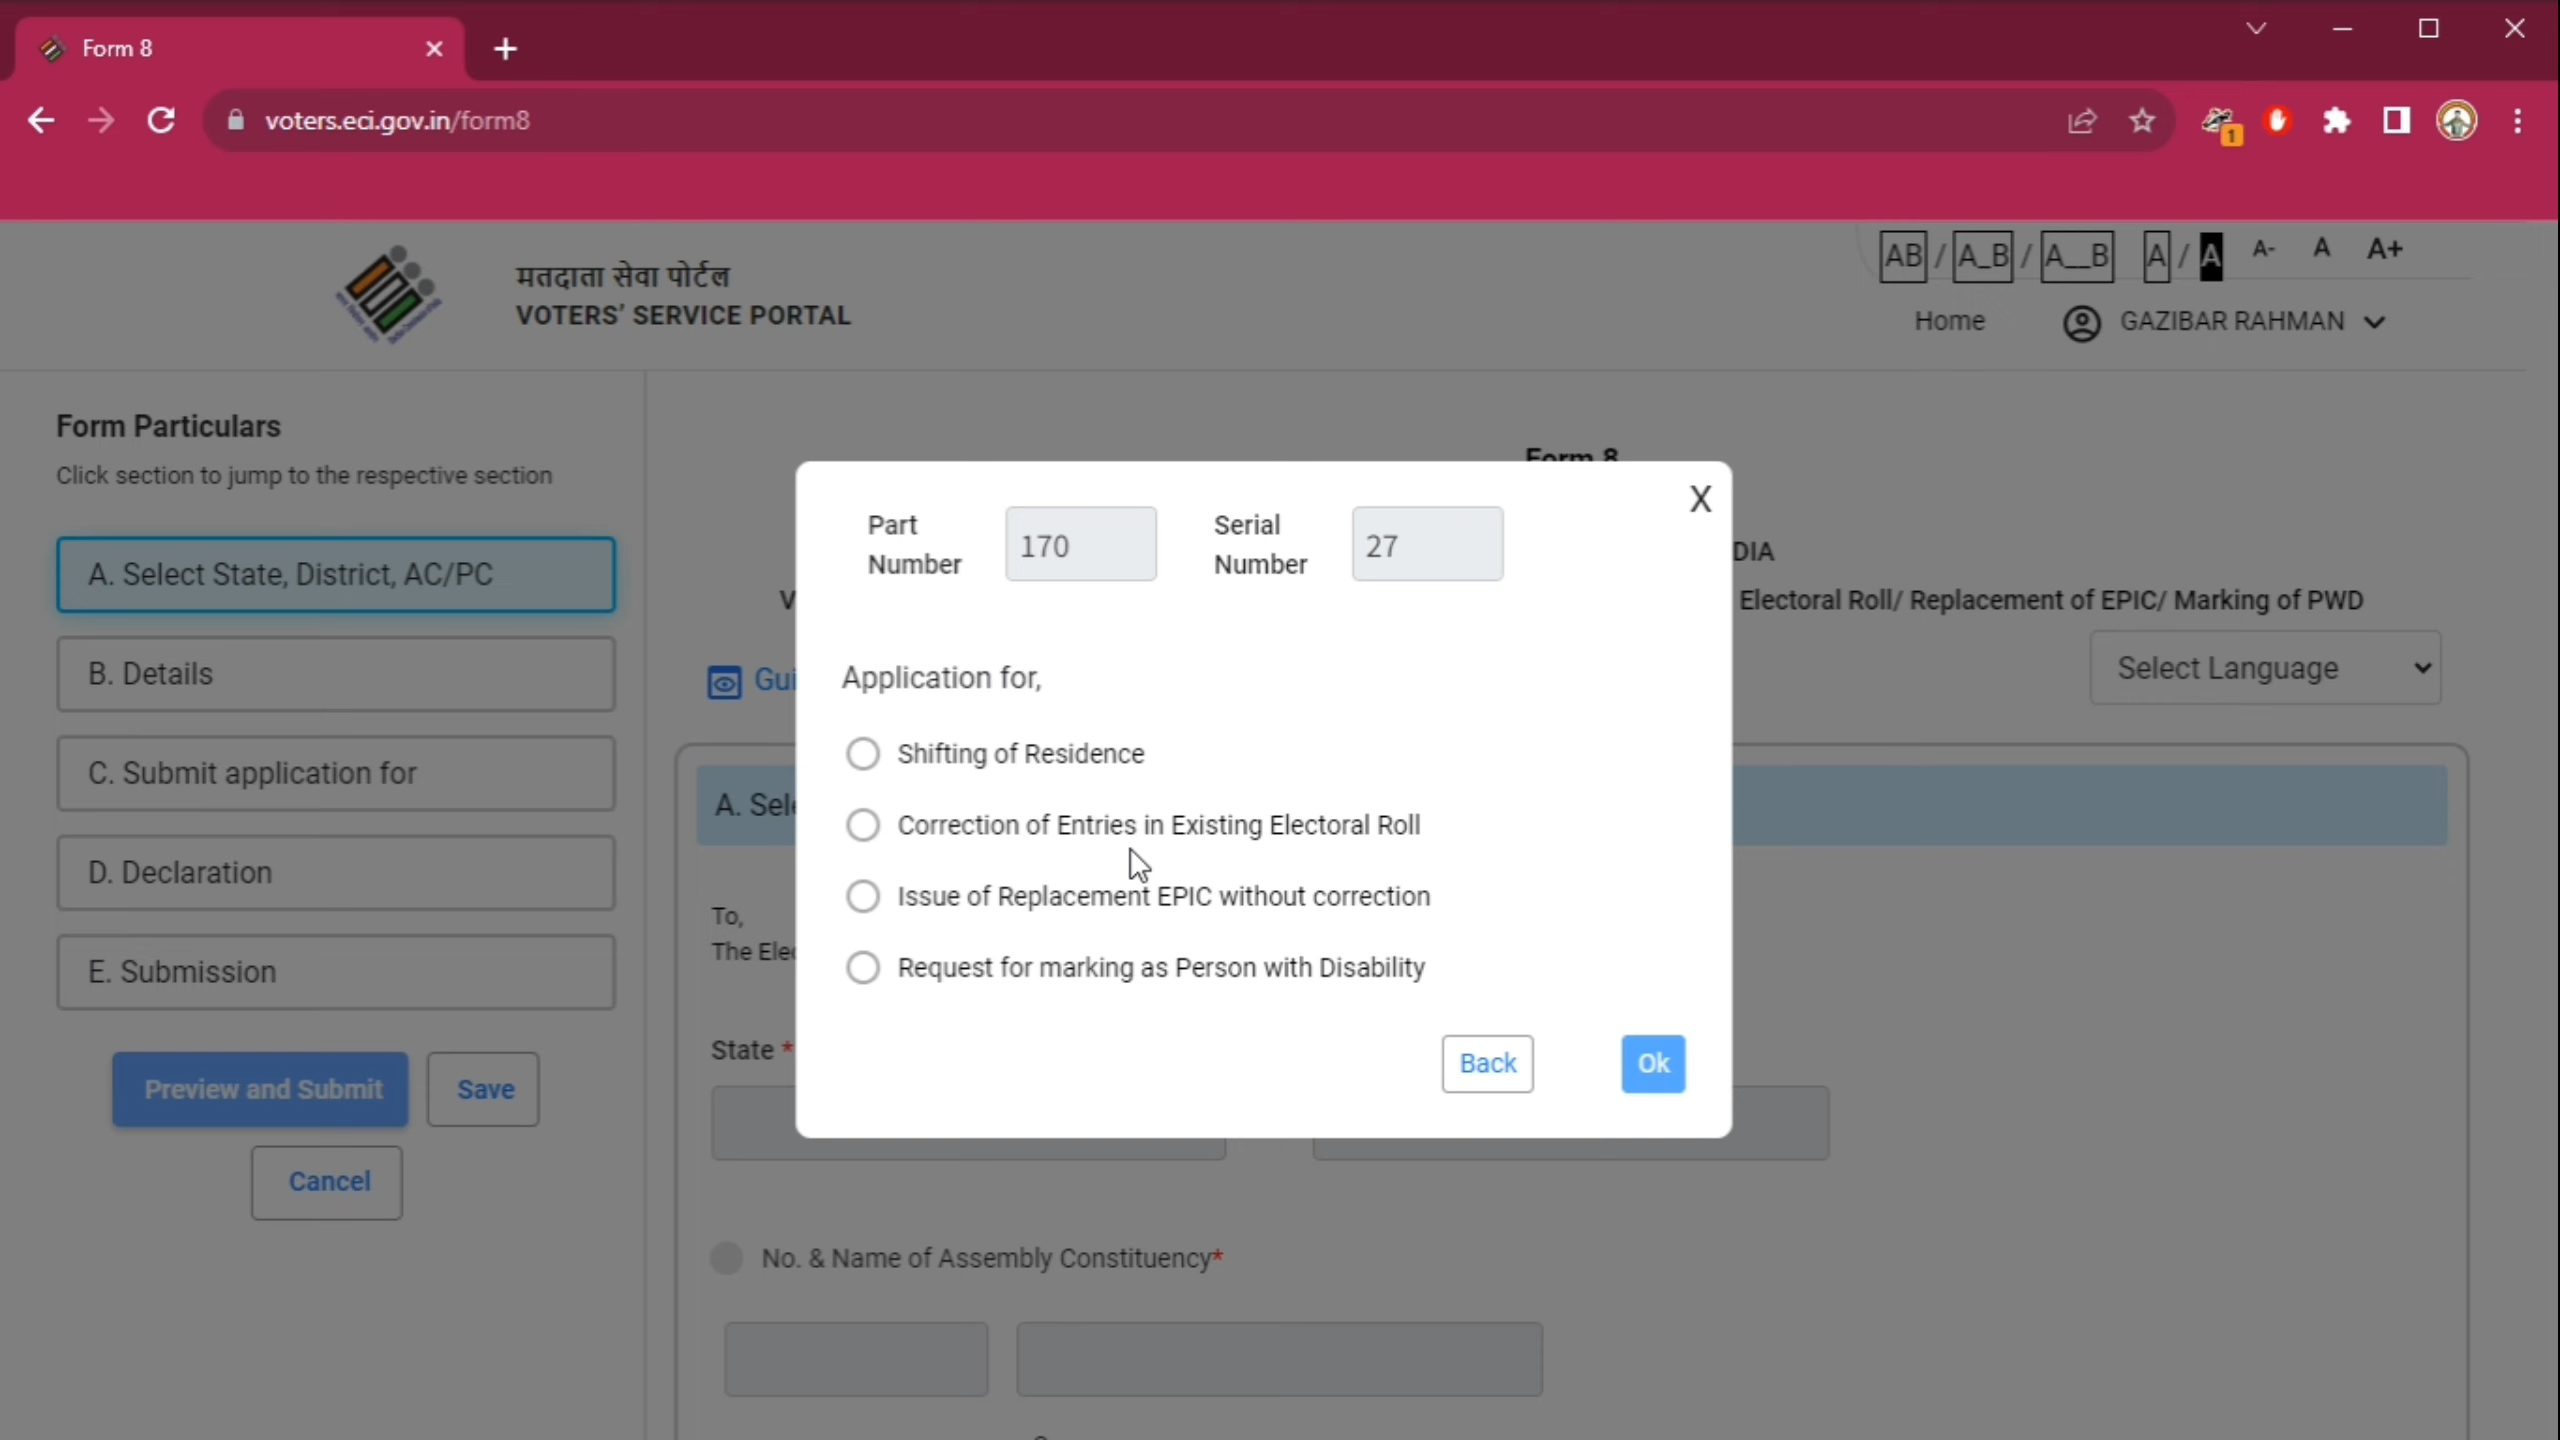 Form 8
voters.eci.gov.in/form8
1
मतदाता सेवा पोर्टल
VOTERS' SERVICE PORTAL
AB / A_B / A__B A / A A- A A+
Home GAZIBAR RAHMAN
Form Particulars
Click section to jump to the respective section
A. Select State, District, AC/PC
B. Details
C. Submit application for
D. Declaration
E. Submission
Preview and Submit
Save
Cancel
Form 8
DIA
V
Electoral Roll/ Replacement of EPIC/ Marking of PWD
Gui
Select Language
A. Sele
To,
The Elec
State *
No. & Name of Assembly Constituency*
X
Part Number 170
Serial Number 27
Application for,
Shifting of Residence
Correction of Entries in Existing Electoral Roll
Issue of Replacement EPIC without correction
Request for marking as Person with Disability
Back
Ok